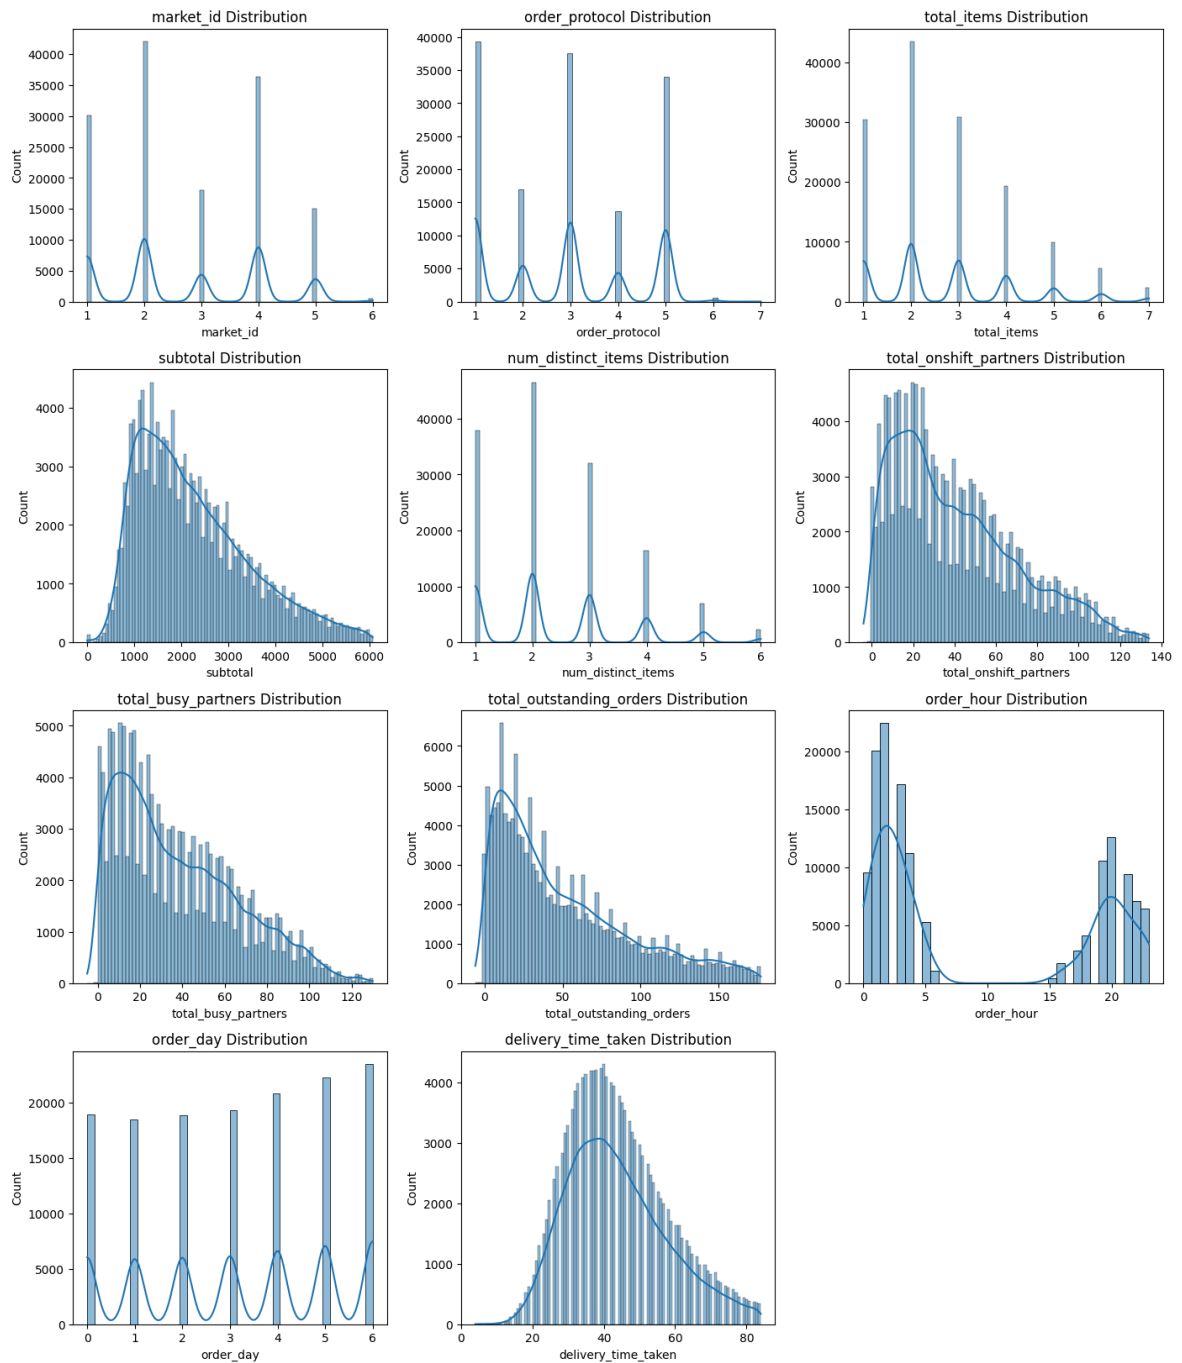 market_id Distribution
40000
35000
30000
25000
20000
15000
10000
5000
0
Count
1 2 3 4 5 6
market_id
order_protocol Distribution
40000
35000
30000
25000
20000
15000
10000
5000
0
Count
1 2 3 4 5 6 7
order_protocol
total_items Distribution
40000
30000
20000
10000
0
Count
1 2 3 4 5 6 7
total_items
subtotal Distribution
4000
3000
2000
1000
0
Count
0 1000 2000 3000 4000 5000 6000
subtotal
num_distinct_items Distribution
40000
30000
20000
10000
0
Count
1 2 3 4 5 6
num_distinct_items
total_onshift_partners Distribution
4000
3000
2000
1000
0
Count
0 20 40 60 80 100 120 140
total_onshift_partners
total_busy_partners Distribution
5000
4000
3000
2000
1000
0
Count
0 20 40 60 80 100 120
total_busy_partners
total_outstanding_orders Distribution
6000
5000
4000
3000
2000
1000
0
Count
0 50 100 150
total_outstanding_orders
order_hour Distribution
20000
15000
10000
5000
0
Count
0 5 10 15 20
order_hour
order_day Distribution
20000
15000
10000
5000
0
Count
0 1 2 3 4 5 6
order_day
delivery_time_taken Distribution
4000
3000
2000
1000
0
Count
0 20 40 60 80
delivery_time_taken